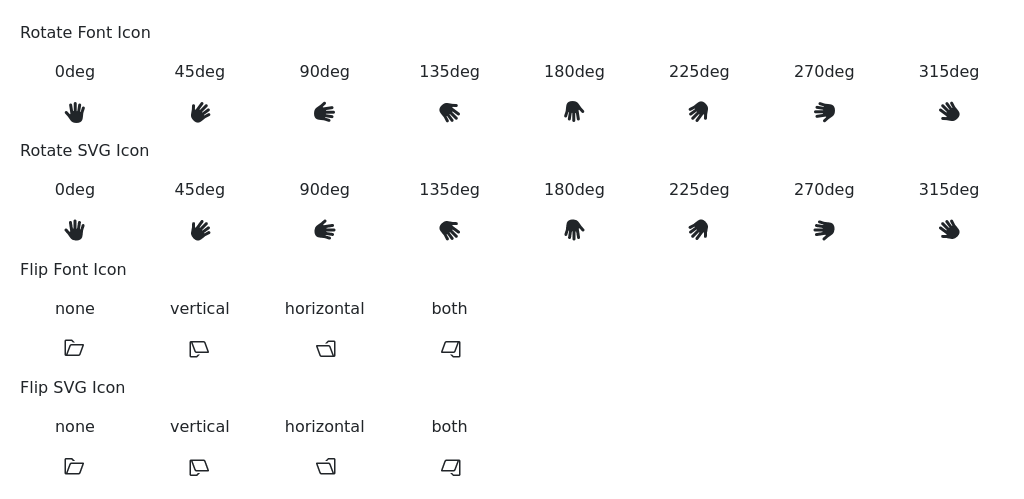 Rotate Font Icon
0deg 45deg 90deg 135deg 180deg 225deg 270deg 315deg
Rotate SVG Icon
0deg 45deg 90deg 135deg 180deg 225deg 270deg 315deg
Flip Font Icon
none vertical horizontal both
Flip SVG Icon
none vertical horizontal both